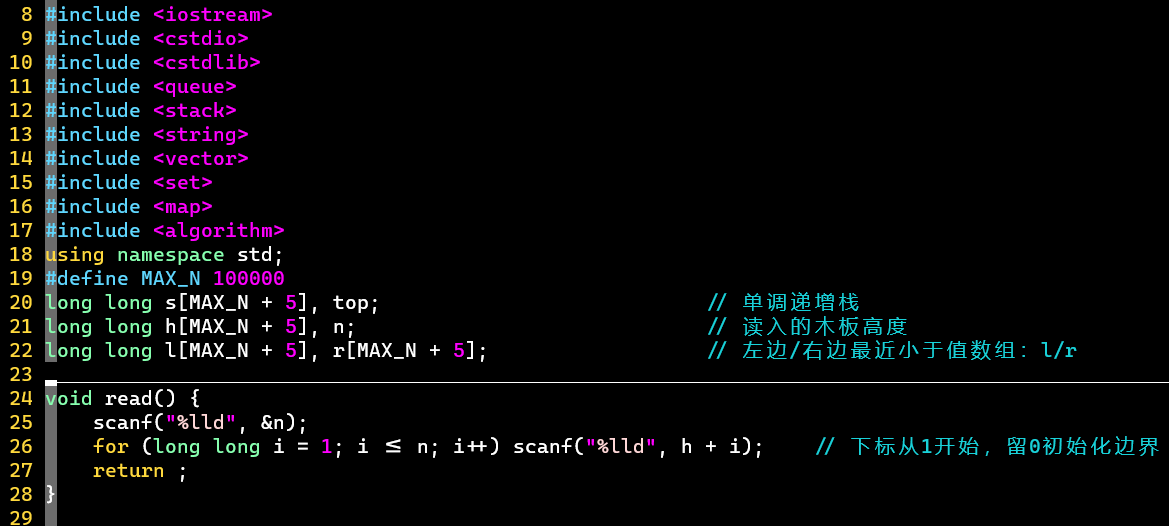 8 #include <iostream>
9 #include <cstdio>
10 #include <cstdlib>
11 #include <queue>
12 #include <stack>
13 #include <string>
14 #include <vector>
15 #include <set>
16 #include <map>
17 #include <algorithm>
18 using namespace std;
19 #define MAX_N 100000
20 long long s[MAX_N + 5], top; // 单调递增栈
21 long long h[MAX_N + 5], n; // 读入的木板高度
22 long long l[MAX_N + 5], r[MAX_N + 5]; // 左边/右边最近小于值数组：l/r
23
24 void read() {
25 scanf("%lld", &n);
26 for (long long i = 1; i <= n; i++) scanf("%lld", h + i); // 下标从1开始，留0初始化边界
27 return ;
28 }
29